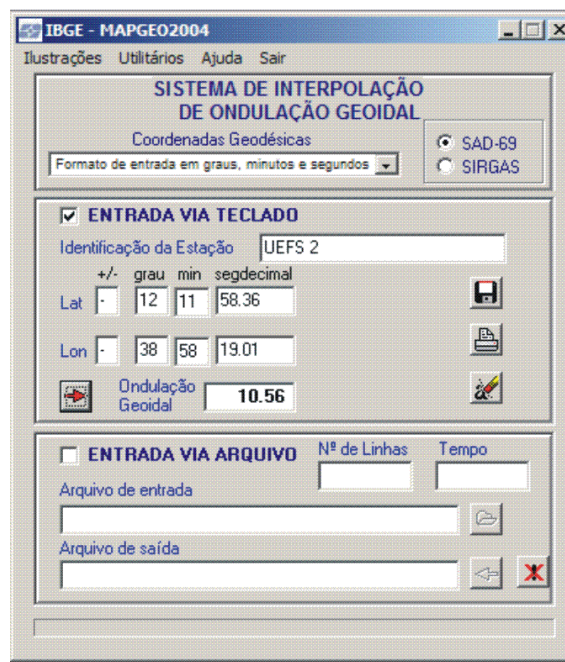 IBGE - MAPGEO2004
Ilustrações Utilitários Ajuda Sair
SISTEMA DE INTERPOLAÇÃO
DE ONDULAÇÃO GEOIDAL
Coordenadas Geodésicas
Formato de entrada em graus, minutos e segundos
SAD-69
SIRGAS
ENTRADA VIA TECLADO
Identificação da Estação UEFS 2
+/- grau min segdecimal
Lat - 12 11 58.36
Lon - 38 58 19.01
Ondulação
Geoidal 10.56
ENTRADA VIA ARQUIVO Nº de Linhas Tempo
Arquivo de entrada
Arquivo de saída